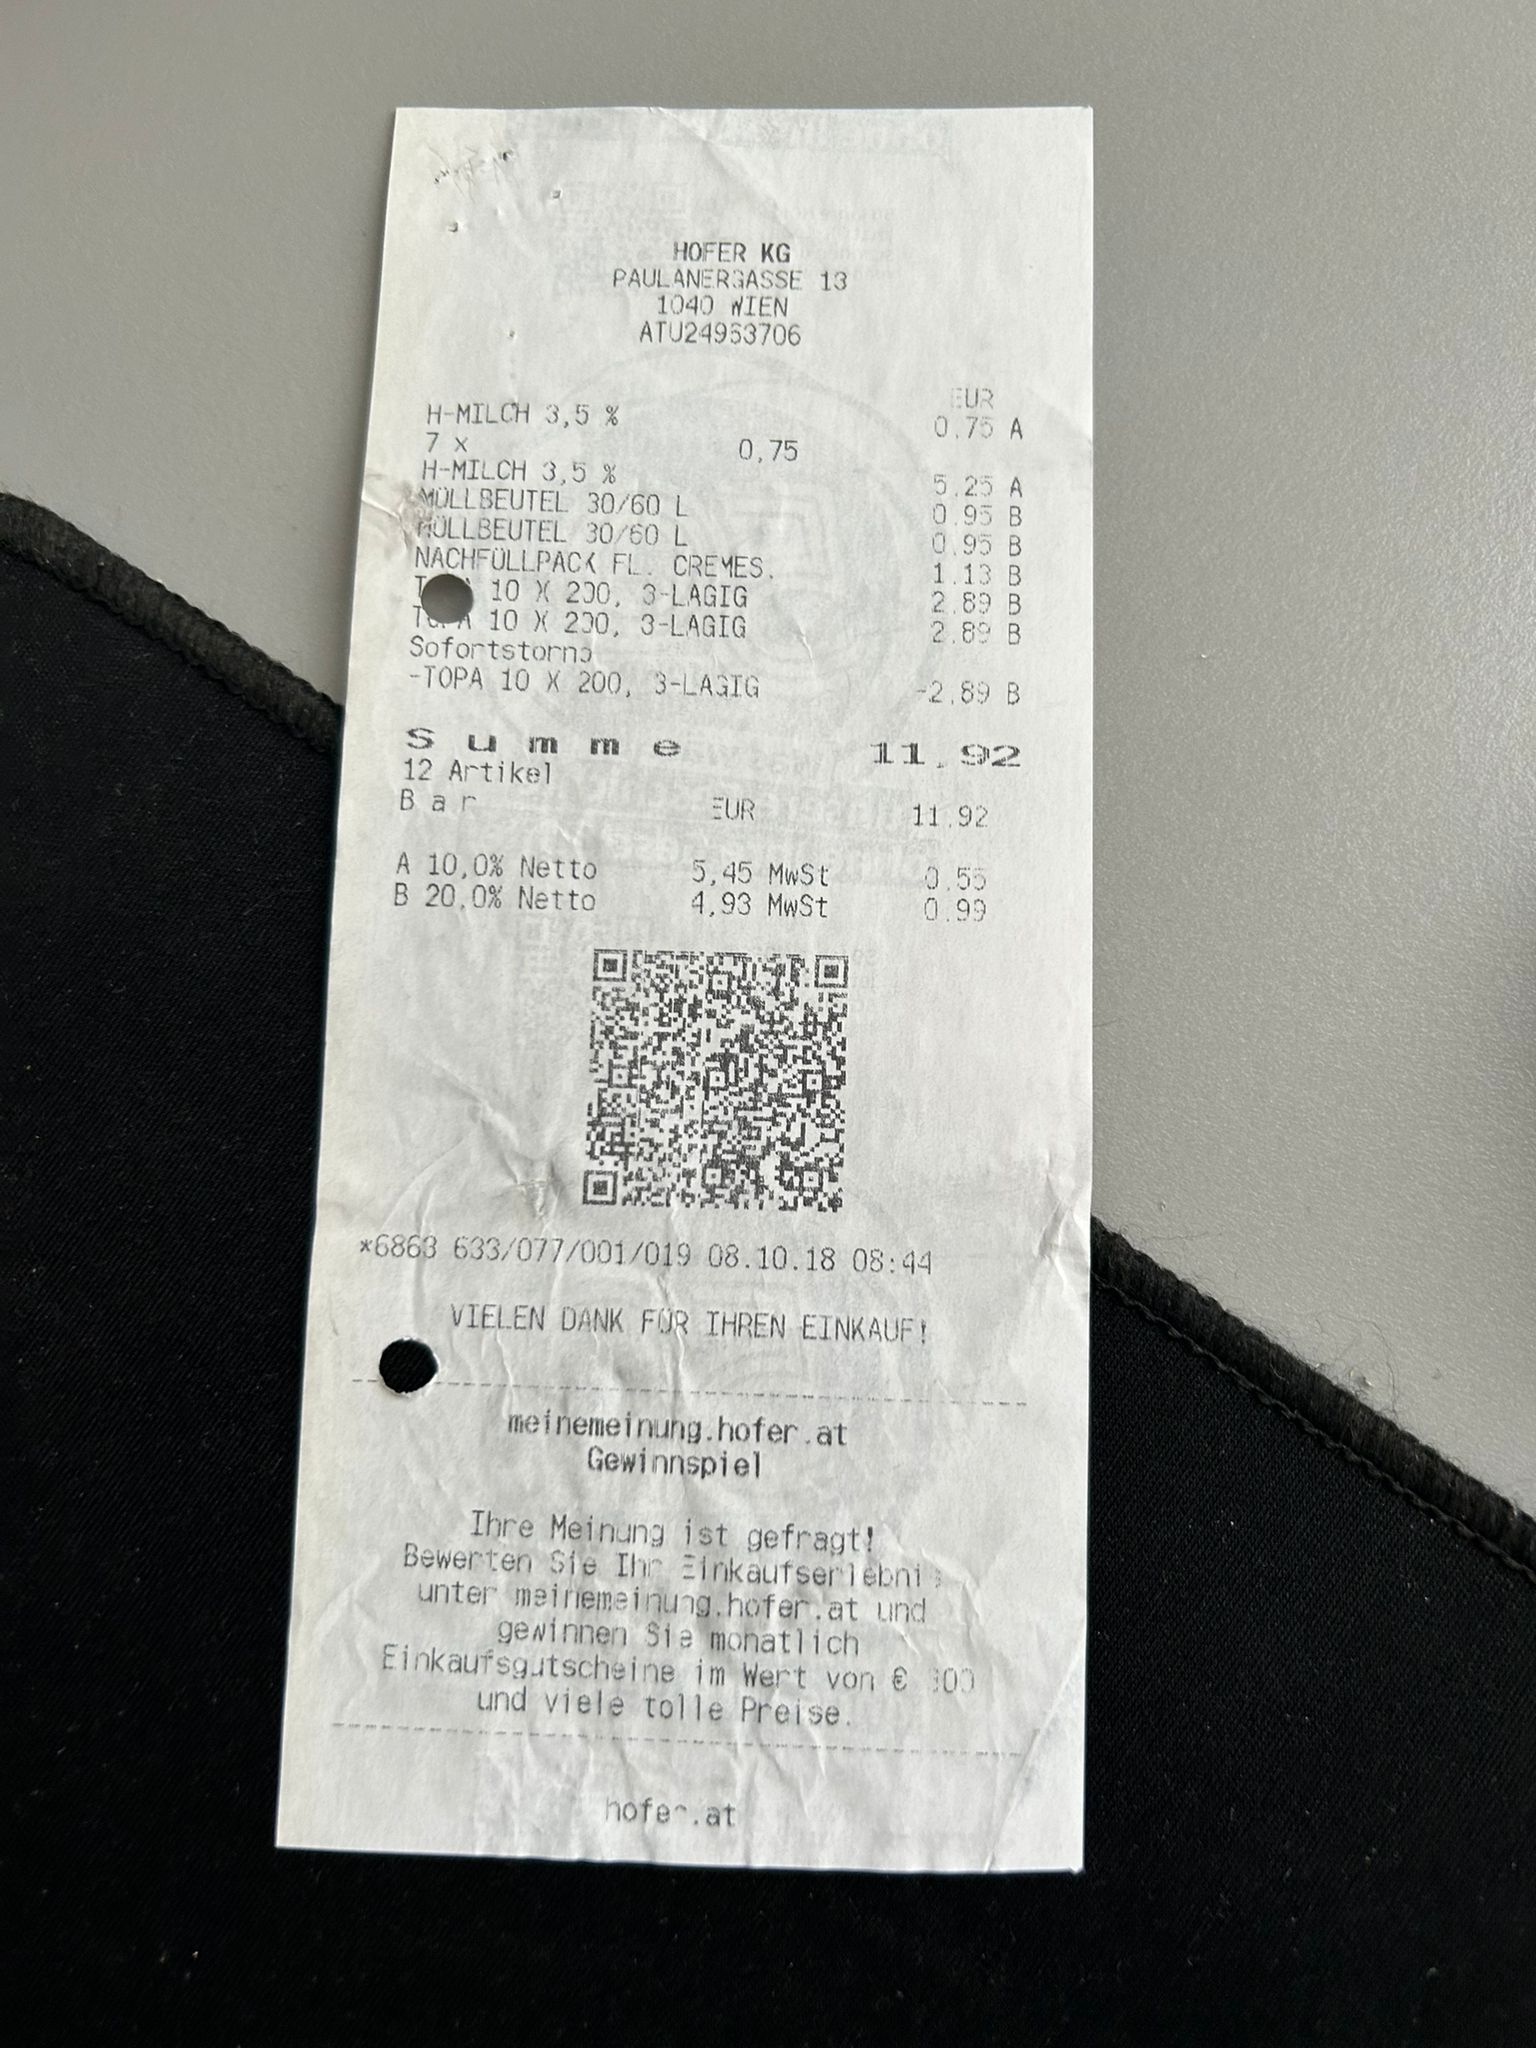 HOFER KG
PAULANERGASSE 13
1040 WIEN
ATU24953706
EUR
H-MILCH 3,5 % 0,75 A
7 x 0,75
H-MILCH 3,5 % 5,25 A
MÜLLBEUTEL 30/60 L 0,95 B
MÜLLBEUTEL 30/60 L 0,95 B
NACHFÜLLPACK FL. CREMES. 1,13 B
10 X 200, 3-LAGIG 2,89 B
TOPA 10 X 200, 3-LAGIG 2,89 B
Sofortstorno
-TOPA 10 X 200, 3-LAGIG -2,89 B
Summe 11,92
12 Artikel
Bar EUR 11,92
A 10,0% Netto 5,45 MwSt 0,55
B 20,0% Netto 4,93 MwSt 0,99
*6863 633/077/001/019 08.10.18 08:44
VIELEN DANK FÜR IHREN EINKAUF!
meinemeinung.hofer.at
Gewinnspiel
Ihre Meinung ist gefragt!
Bewerten Sie Ihr Einkaufserlebnis
unter meinemeinung.hofer.at und
gewinnen Sie monatlich
Einkaufsgutscheine im Wert von €
und viele tolle Preise.
hofer.at